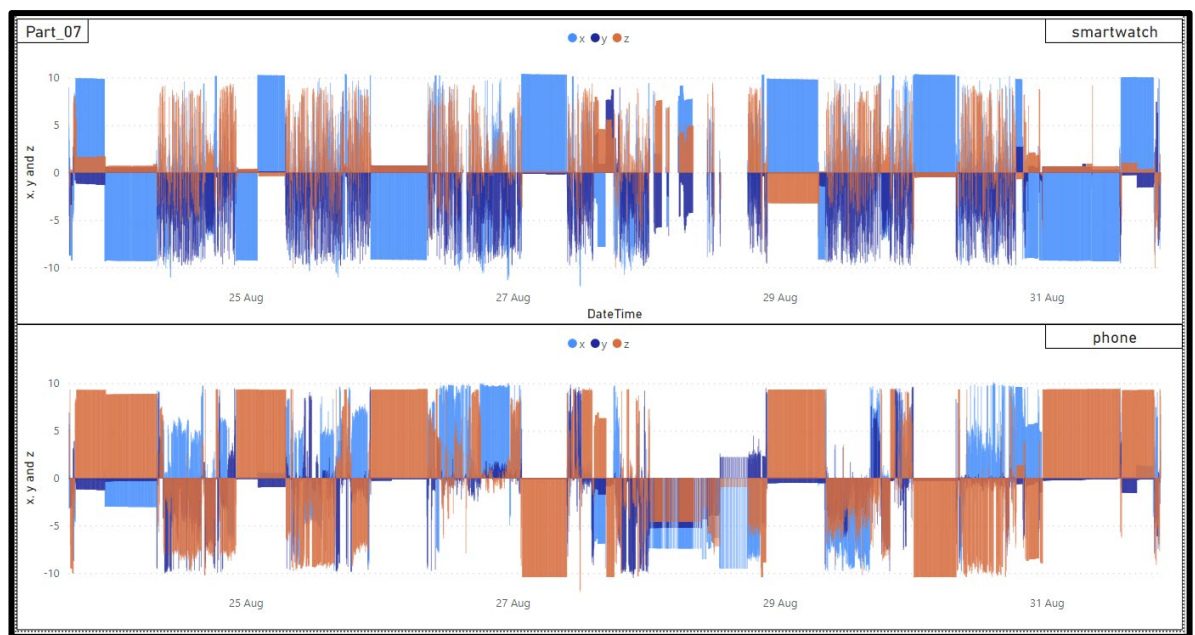 Part_07
smartwatch
x y z
10
5
0
-5
-10
x, y and z
25 Aug 27 Aug 29 Aug 31 Aug
DateTime
phone
x y z
10
5
0
-5
-10
x, y and z
25 Aug 27 Aug 29 Aug 31 Aug